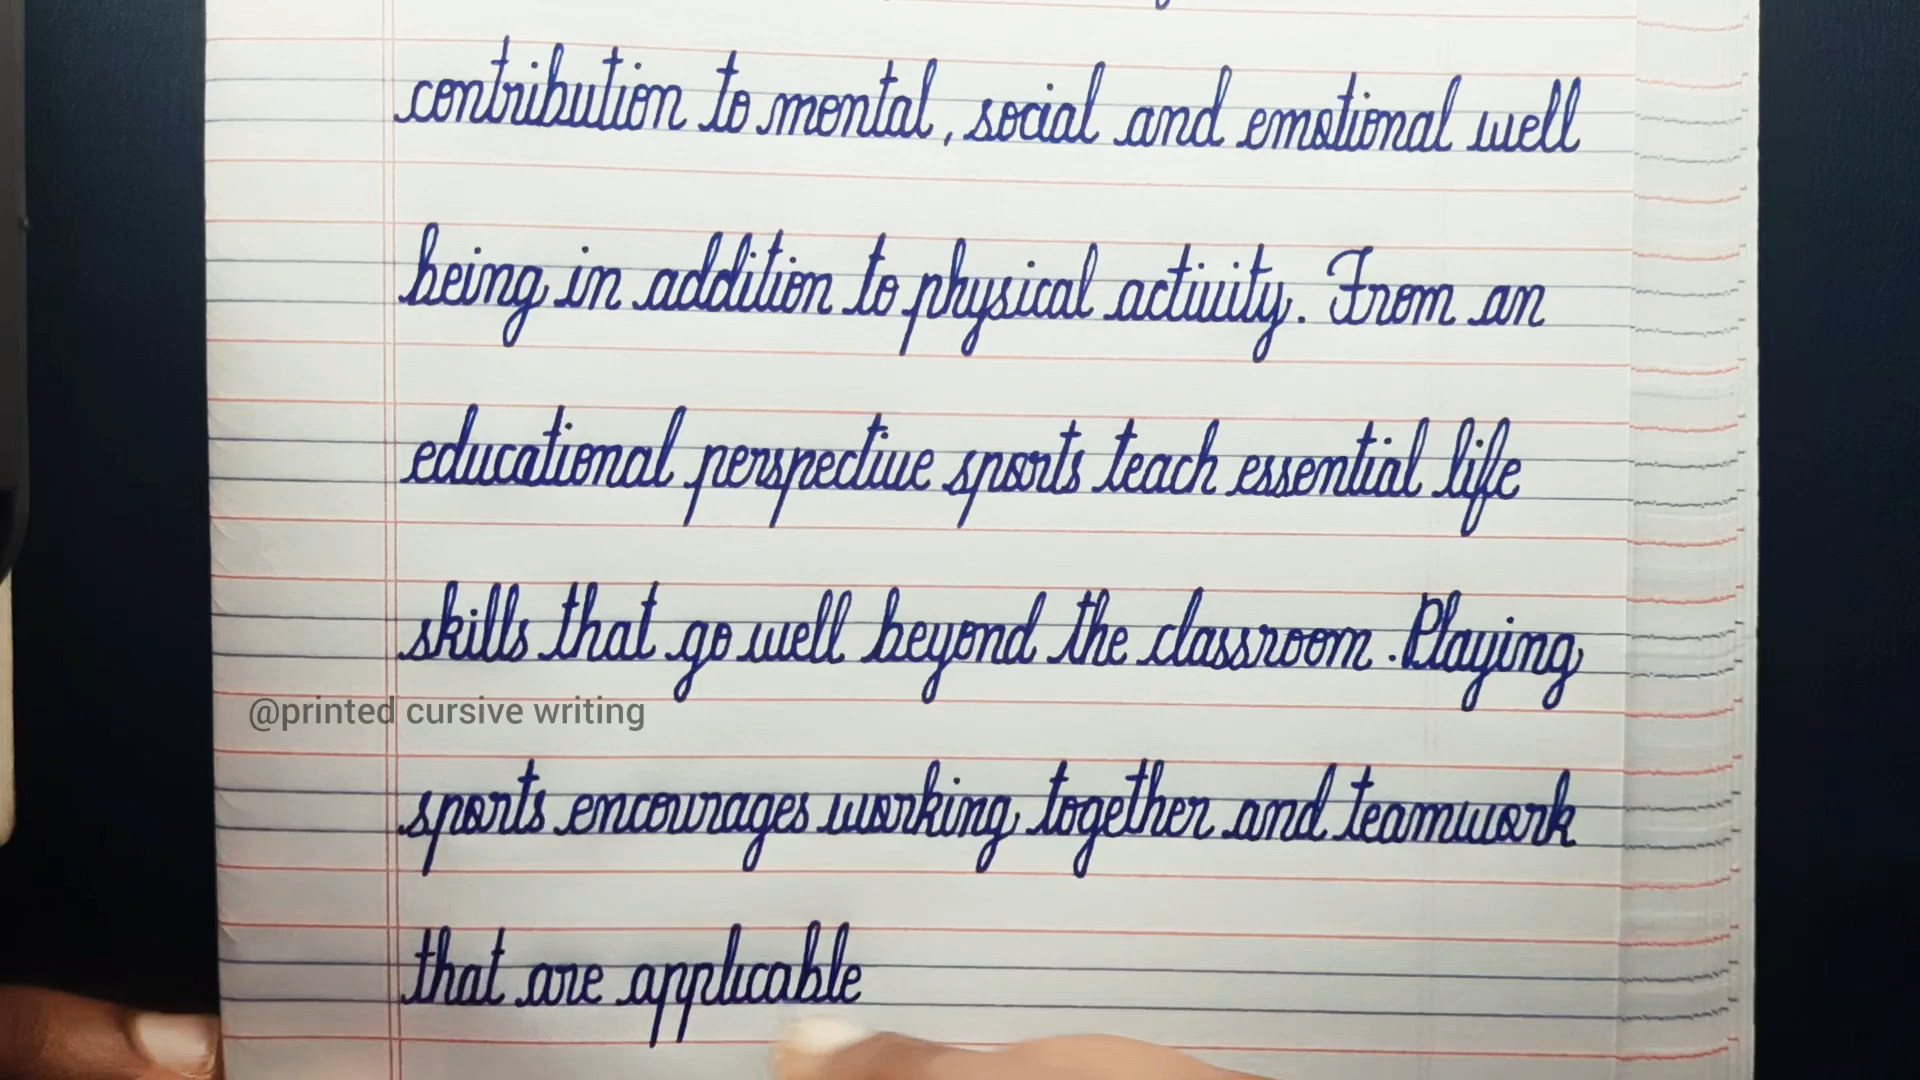 contribution to mental, social and emotional well
being in addition to physical activity. From an
educational perspective sports teach essential life
skills that go well beyond the classroom. Playing
@printed cursive writing
sports encourages working together and teamwork
that are applicable